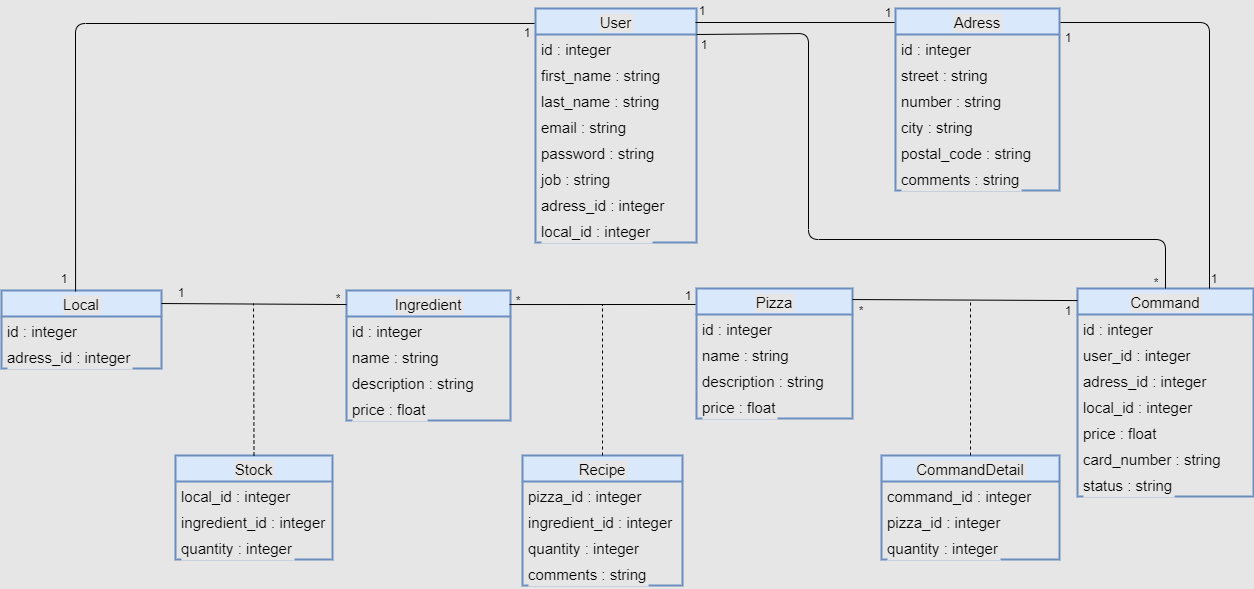 User
id : integer
first_name : string
last_name : string
email : string
password : string
job : string
adress_id : integer
local_id : integer
1
1
1
1
Adress
id : integer
street : string
number : string
city : string
postal_code : string
comments : string
1
1
Local
id : integer
adress_id : integer
1
*
Ingredient
id : integer
name : string
description : string
price : float
*
1
Pizza
id : integer
name : string
description : string
price : float
*
1
*
1
Command
id : integer
user_id : integer
adress_id : integer
local_id : integer
price : float
card_number : string
status : string
Stock
local_id : integer
ingredient_id : integer
quantity : integer
Recipe
pizza_id : integer
ingredient_id : integer
quantity : integer
comments : string
CommandDetail
command_id : integer
pizza_id : integer
quantity : integer